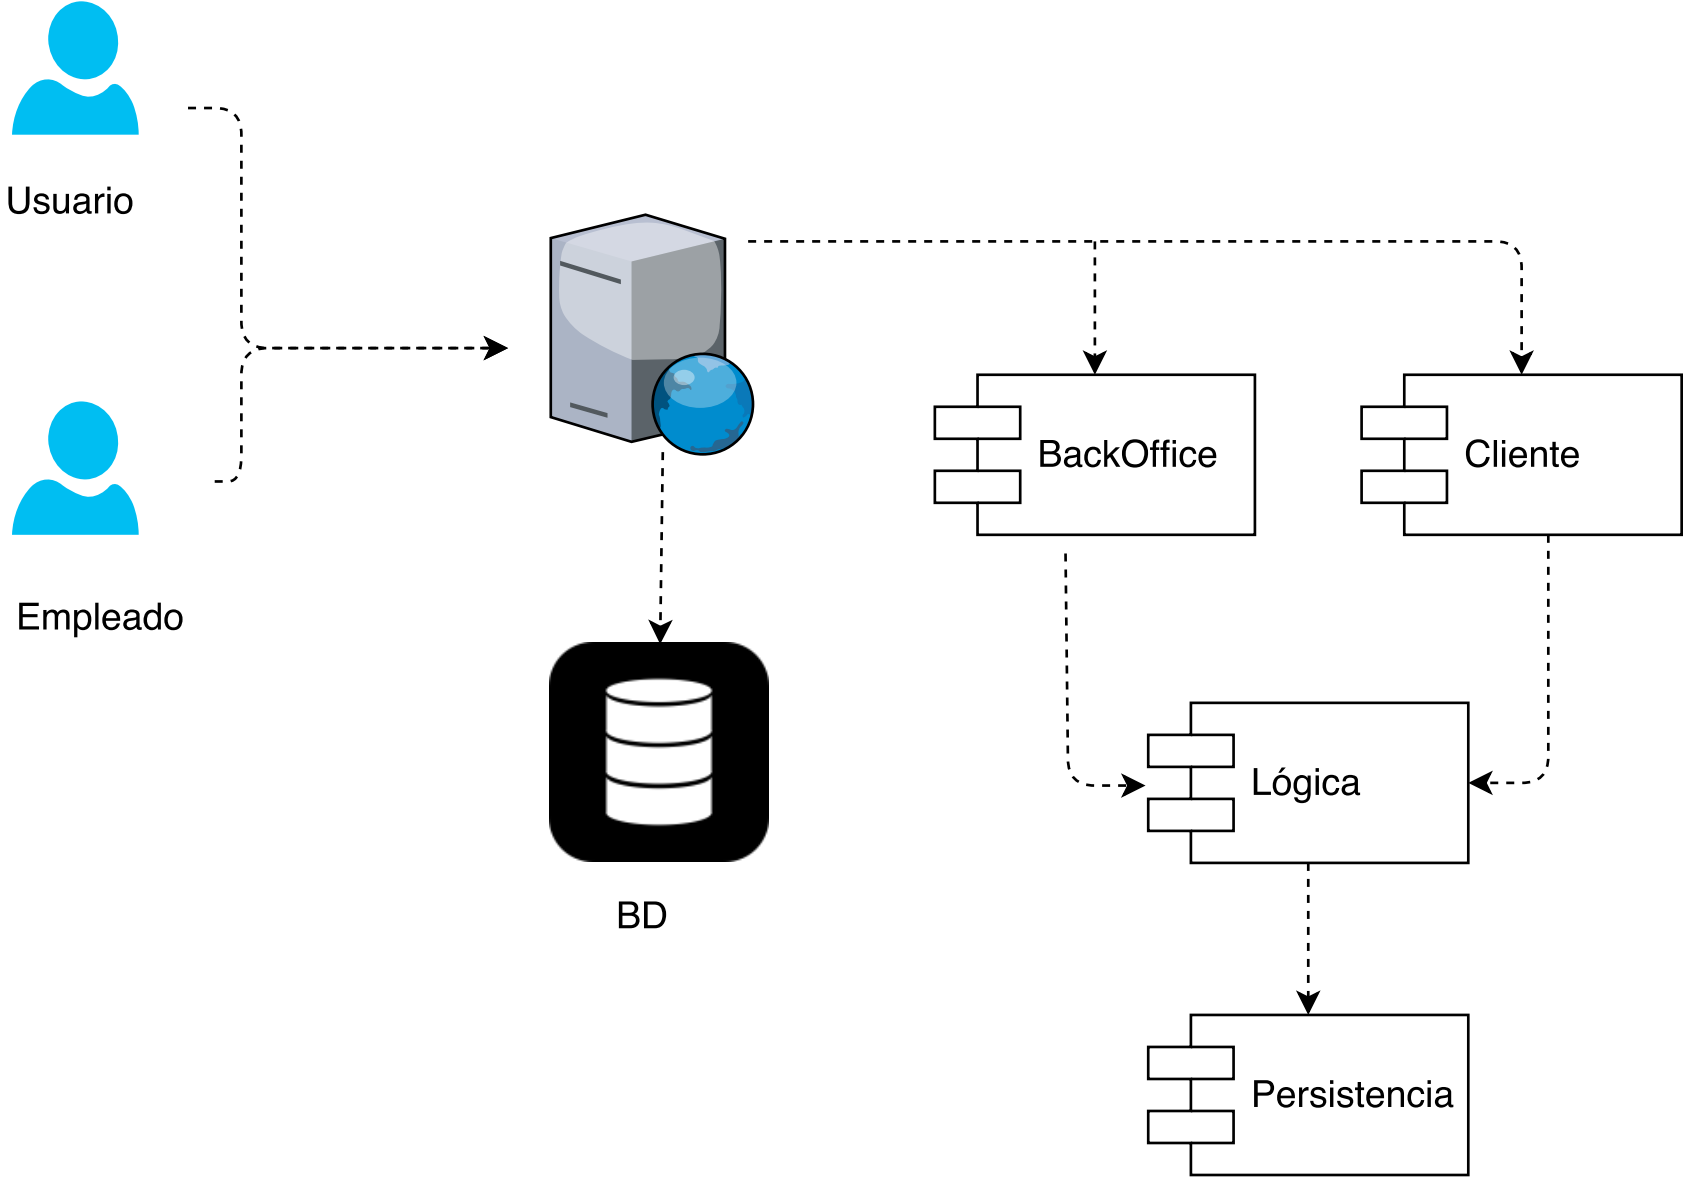 Usuario
Empleado
BD
BackOffice
Cliente
Lógica
Persistencia